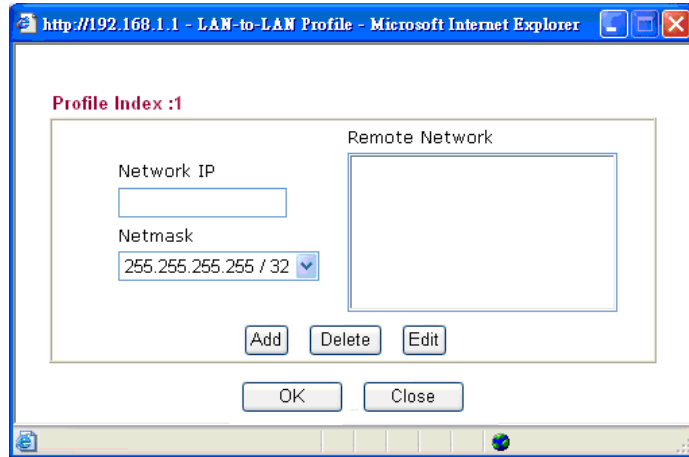 http://192.168.1.1 - LAN-to-LAN Profile - Microsoft Internet Explorer
Profile Index :1
Remote Network
Network IP
Netmask
255.255.255.255 / 32
Add Delete Edit
OK Close